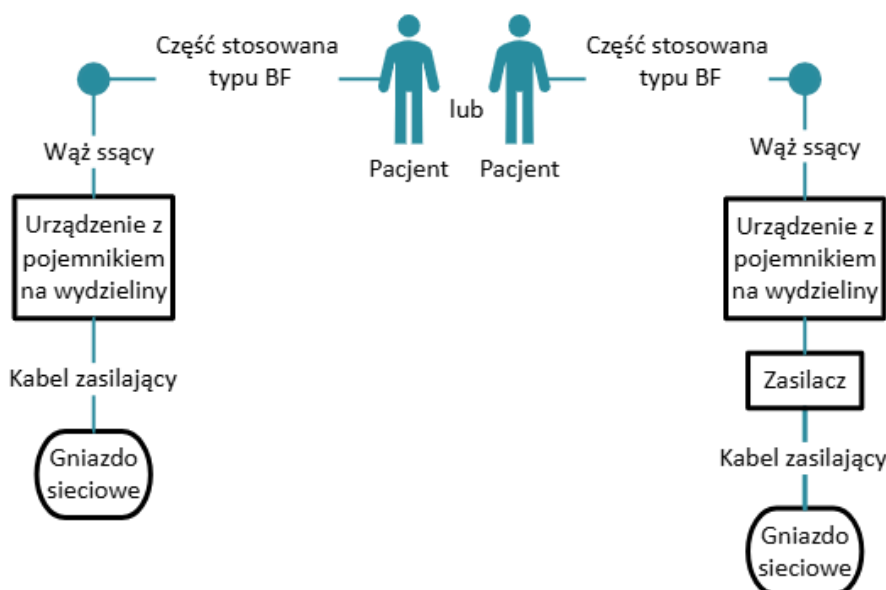 Część stosowana
typu BF
Wąż ssący
Urządzenie z
pojemnikiem
na wydzieliny
Kabel zasilający
Gniazdo
sieciowe
Pacjent
lub
Pacjent
Część stosowana
typu BF
Wąż ssący
Urządzenie z
pojemnikiem
na wydzieliny
Zasilacz
Kabel zasilający
Gniazdo
sieciowe